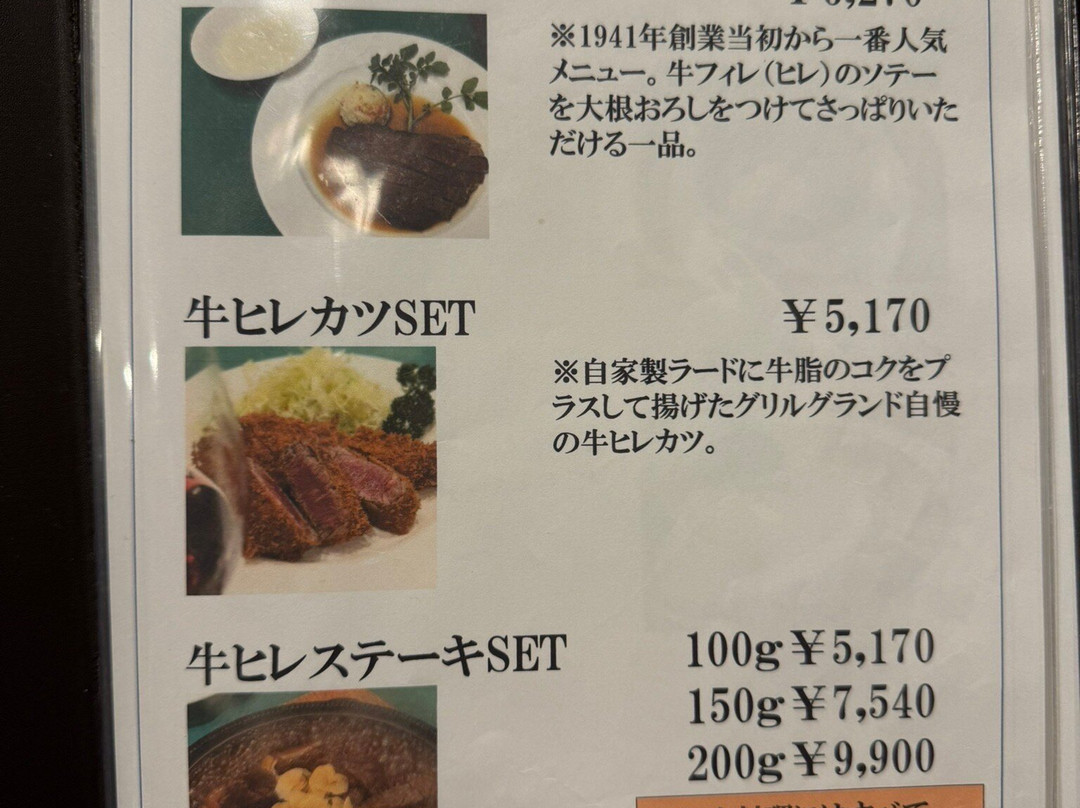 ※1941年創業当初から一番人気
メニュー。牛フィレ(ヒレ)のソテー
を大根おろしをつけてさっぱりいた
だける一品。
牛ヒレカツSET
¥5,170
※自家製ラードに牛脂のコクをプ
ラスして揚げたグリルグランド自慢
の牛ヒレカツ。
牛ヒレステーキSET
100g¥5,170
150g¥7,540
200g¥9,900